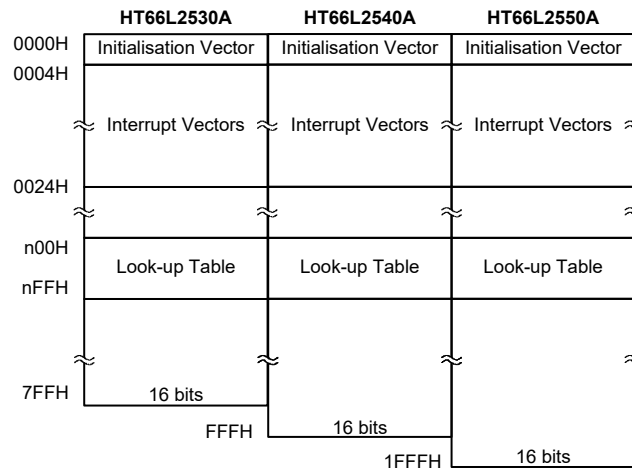 HT66L2530A HT66L2540A HT66L2550A
0000H Initialisation Vector Initialisation Vector Initialisation Vector
0004H
Interrupt Vectors Interrupt Vectors Interrupt Vectors
0024H
n00H
Look-up Table Look-up Table Look-up Table
nFFH
7FFH 16 bits
FFFH 16 bits
1FFFH 16 bits